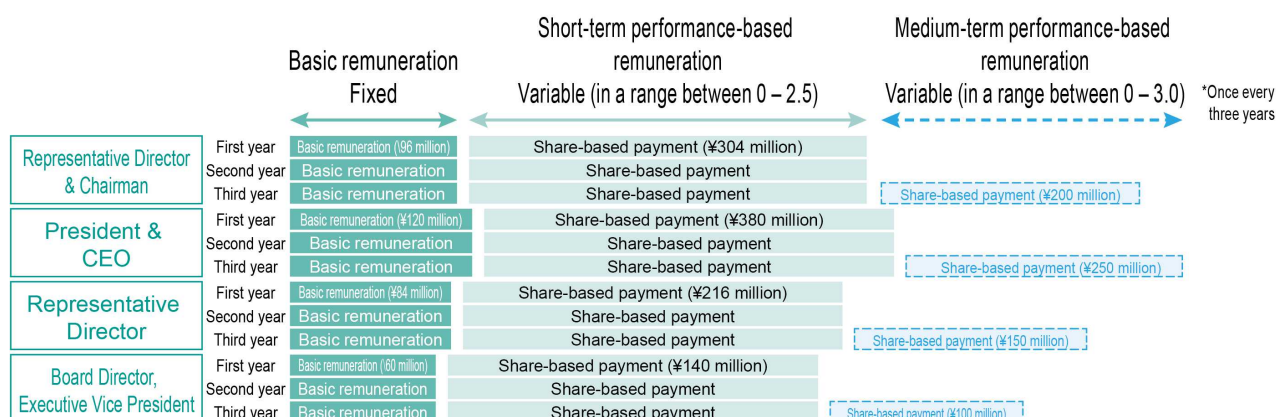 Basic remuneration
Fixed
Short-term performance-based
remuneration
Variable (in a range between 0 – 2.5)
Medium-term performance-based
remuneration
Variable (in a range between 0 – 3.0)
*Once every
three years
Representative Director
& Chairman
First year Basic remuneration (\96 million) Share-based payment (¥304 million)
Second year Basic remuneration Share-based payment
Third year Basic remuneration Share-based payment Share-based payment (¥200 million)
President &
CEO
First year Basic remuneration (¥120 million) Share-based payment (¥380 million)
Second year Basic remuneration Share-based payment
Third year Basic remuneration Share-based payment Share-based payment (¥250 million)
Representative
Director
First year Basic remuneration (¥84 million) Share-based payment (¥216 million)
Second year Basic remuneration Share-based payment
Third year Basic remuneration Share-based payment Share-based payment (¥150 million)
Board Director,
Executive Vice President
First year Basic remuneration (\60 million) Share-based payment (¥140 million)
Second year Basic remuneration Share-based payment
Third year Basic remuneration Share-based payment Share-based payment (¥100 million)